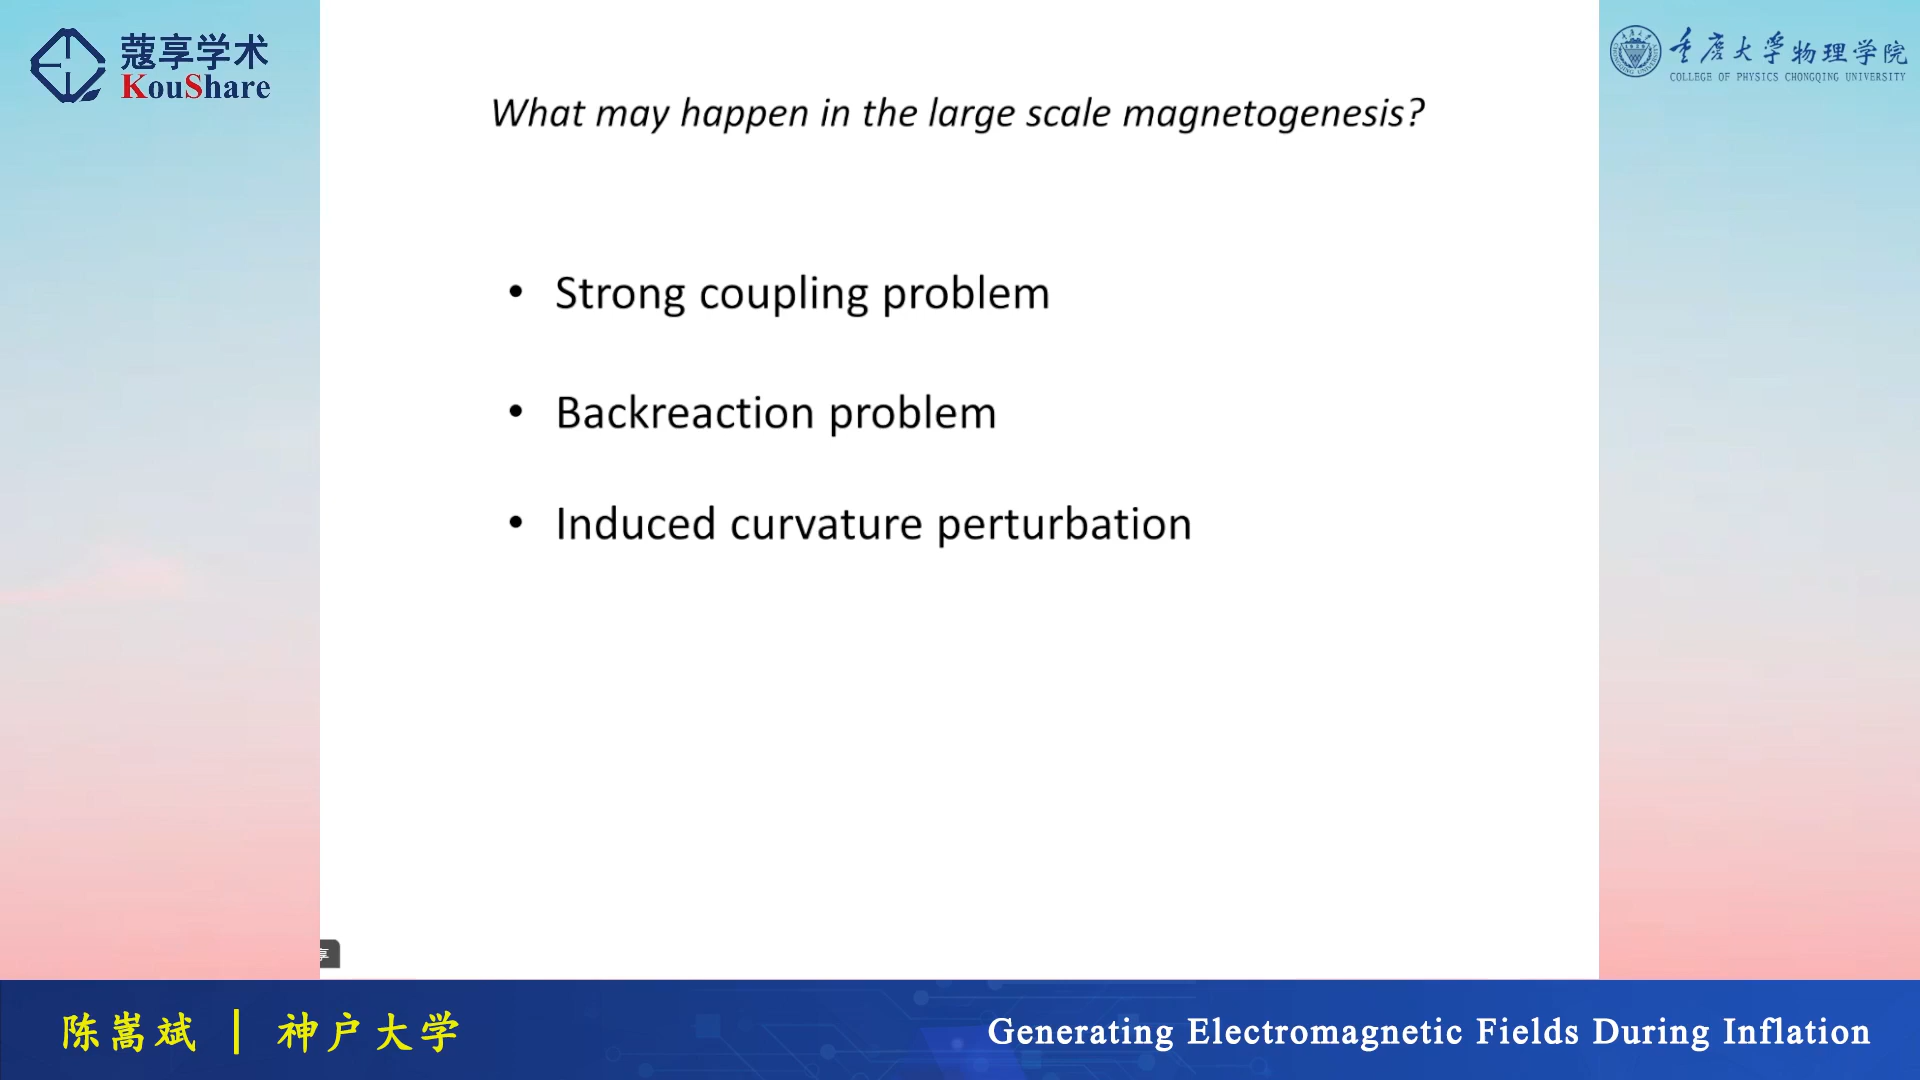 蔻享学术
KouShare
重庆大学物理学院
COLLEGE OF PHYSICS CHONGQING UNIVERSITY
What may happen in the large scale magnetogenesis?
• Strong coupling problem
• Backreaction problem
• Induced curvature perturbation
享
陈嵩斌 | 神户大学
Generating Electromagnetic Fields During Inflation